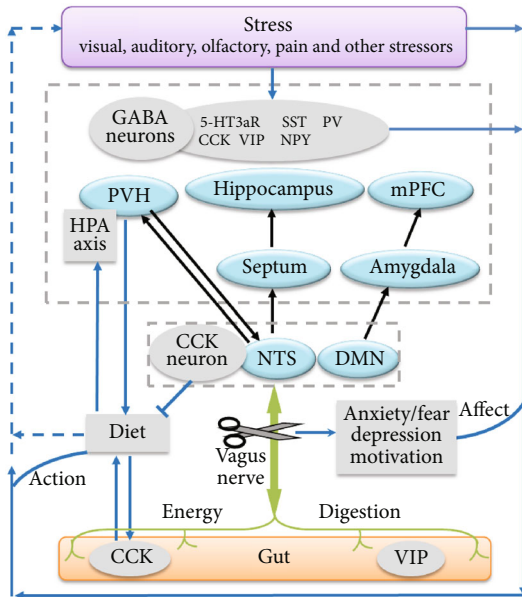 Stress
visual, auditory, olfactory, pain and other stressors
GABA
neurons
5-HT3aR SST PV
CCK VIP NPY
PVH
Hippocampus
mPFC
HPA
axis
Septum
Amygdala
CCK
neuron
NTS
DMN
Diet
Vagus
nerve
Anxiety/fear
depression
motivation
Affect
Action
Energy
Digestion
CCK
Gut
VIP